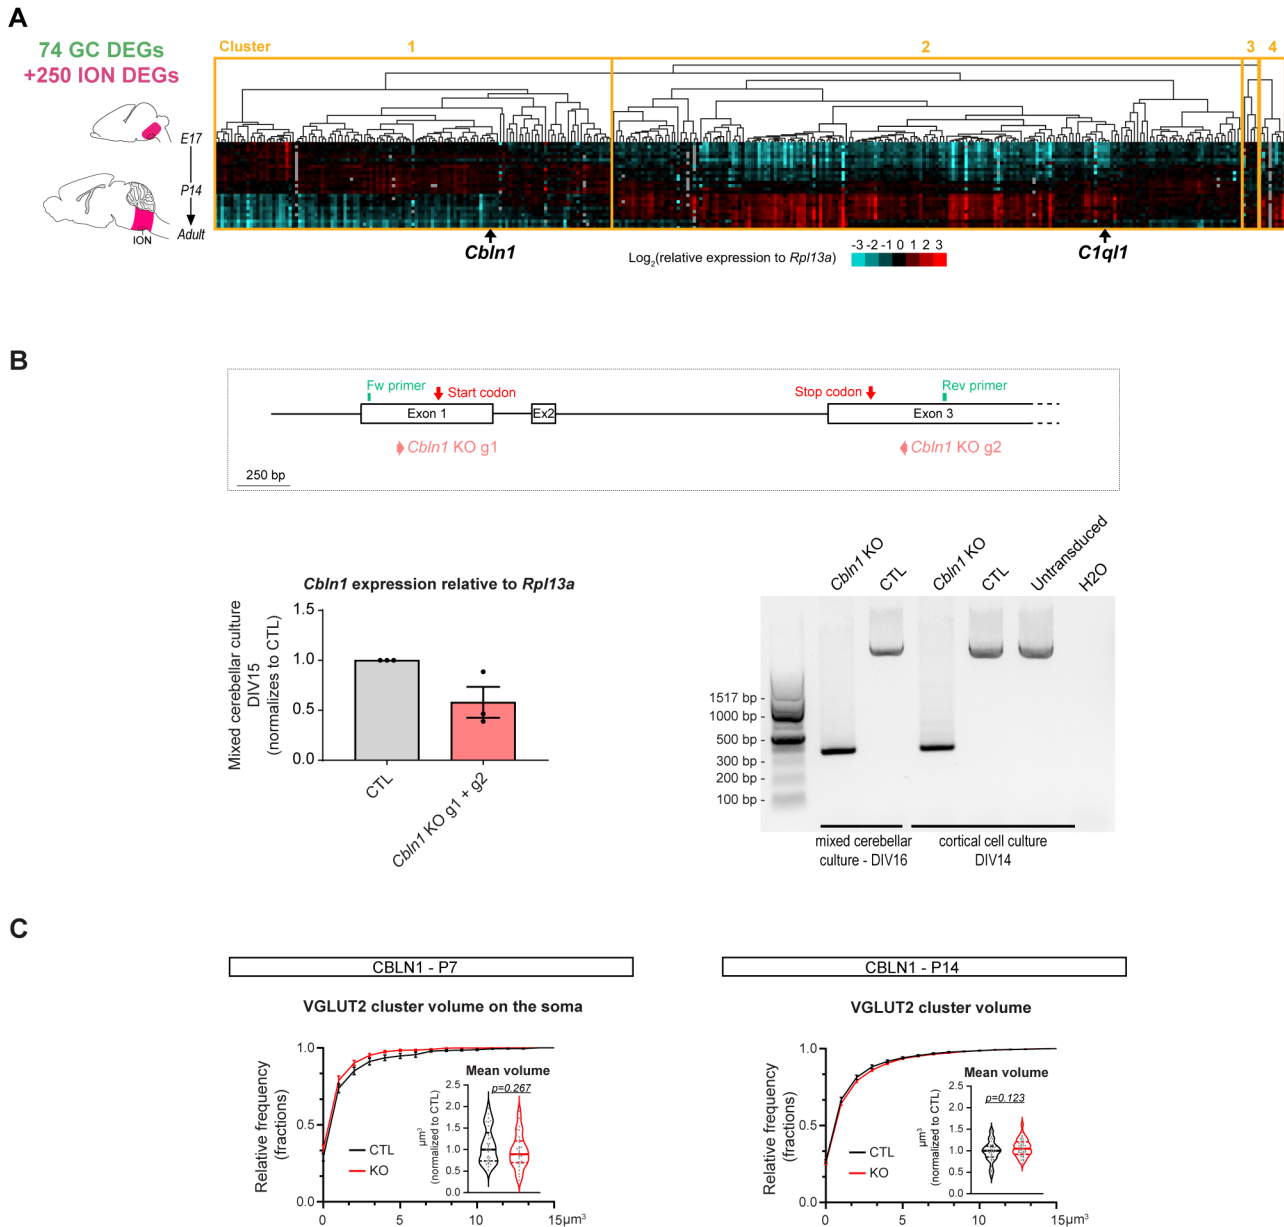 A
74 GC DEGs
+250 ION DEGs
Cluster 1 2 3 4
E17
P14
Adult
ION
Cbln1
C1ql1
Log2(relative expression to Rpl13a)
-3 -2 -1 0 1 2 3
B
Fw primer
Start codon
Stop codon
Rev primer
Exon 1
Ex2
Exon 3
Cbln1 KO g1
Cbln1 KO g2
250 bp
Cbln1 expression relative to Rpl13a
Mixed cerebellar culture
DIV15
(normalizes to CTL)
1.5
1.0
0.5
0.0
CTL
Cbln1 KO g1 + g2
Cbln1 KO
CTL
Cbln1 KO
CTL
Untransduced
H2O
1517 bp -
1000 bp -
500 bp -
300 bp -
200 bp -
100 bp -
mixed cerebellar
culture - DIV16
cortical cell culture
DIV14
C
CBLN1 - P7
VGLUT2 cluster volume on the soma
Relative frequency
(fractions)
1.0
0.5
0.0
0 5 10 15µm³
CTL
KO
Mean volume
p=0.267
µm³
(normalized to CTL)
2.5
2.0
1.5
1.0
0.5
0.0
CBLN1 - P14
VGLUT2 cluster volume
Relative frequency
(fractions)
1.0
0.5
0.0
0 5 10 15µm³
CTL
KO
Mean volume
p=0.123
µm³
(normalized to CTL)
2.5
2.0
1.5
1.0
0.5
0.0